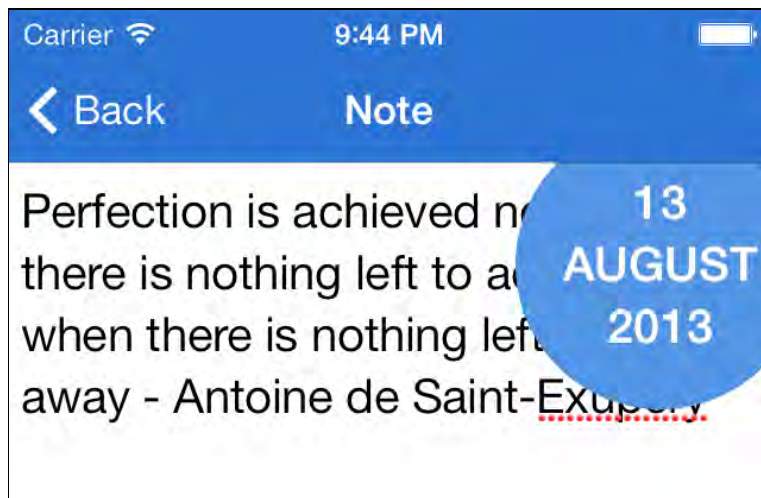 Carrier 9:44 PM
Back Note
Perfection is achieved
there is nothing left to
when there is nothing
away - Antoine de Saint-Exupery
13
AUGUST
2013